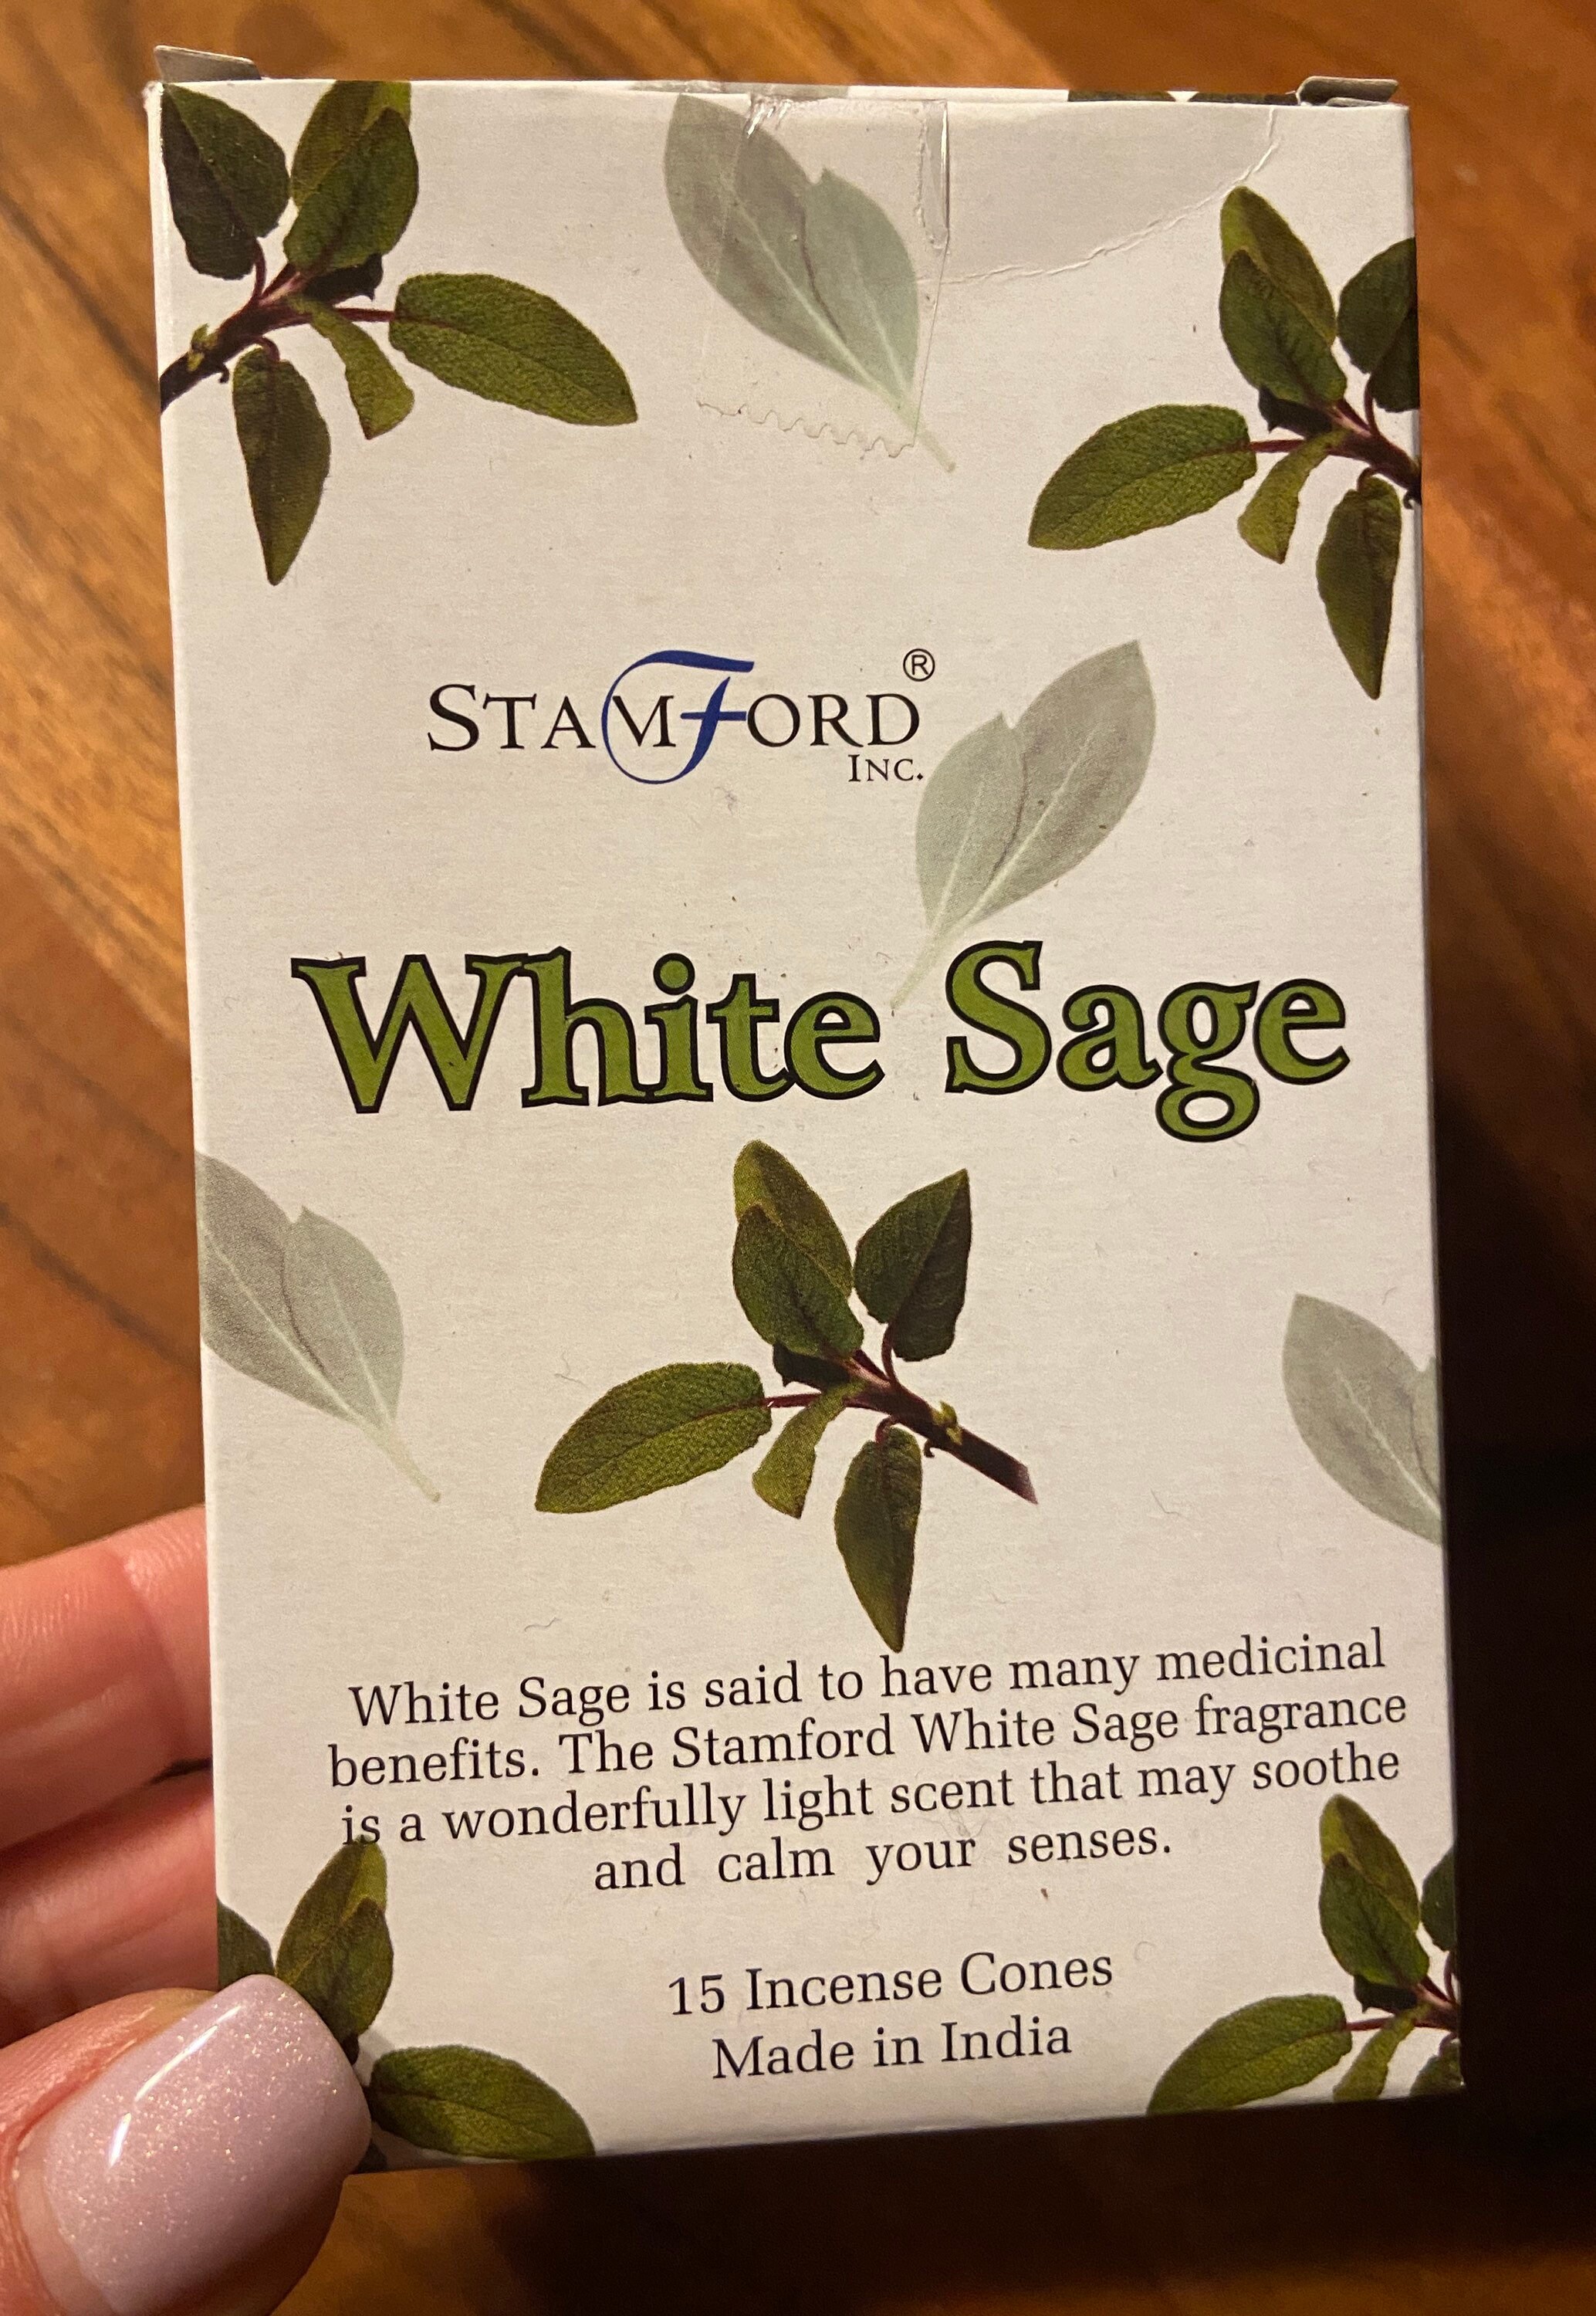 STAMFORD®
INC.
White Sage
White Sage is said to have many medicinal
benefits. The Stamford White Sage fragrance
is a wonderfully light scent that may soothe
and calm your senses.
15 Incense Cones
Made in India